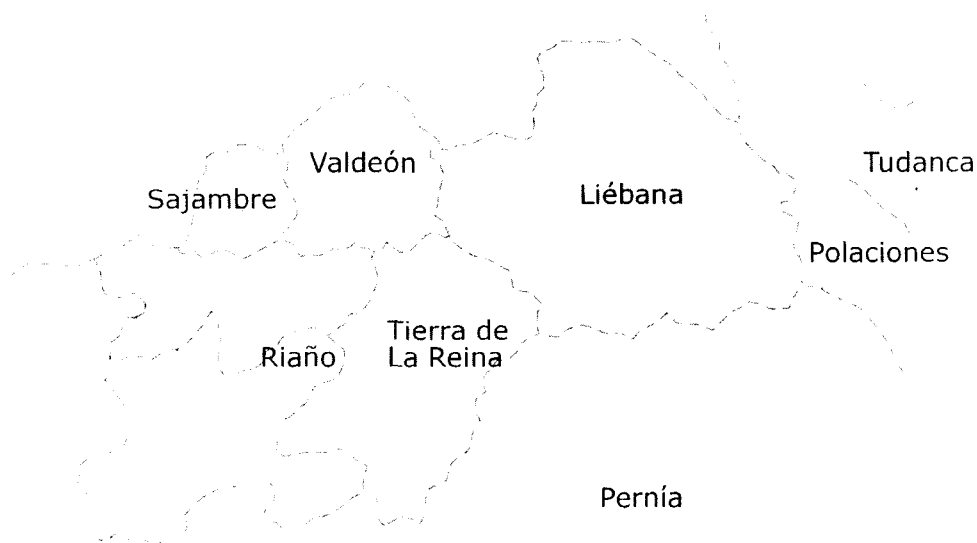 Valdeón
Tudanca
Sajambre
Liébana
Polaciones
Tierra de
La Reina
Riaño
Pernía